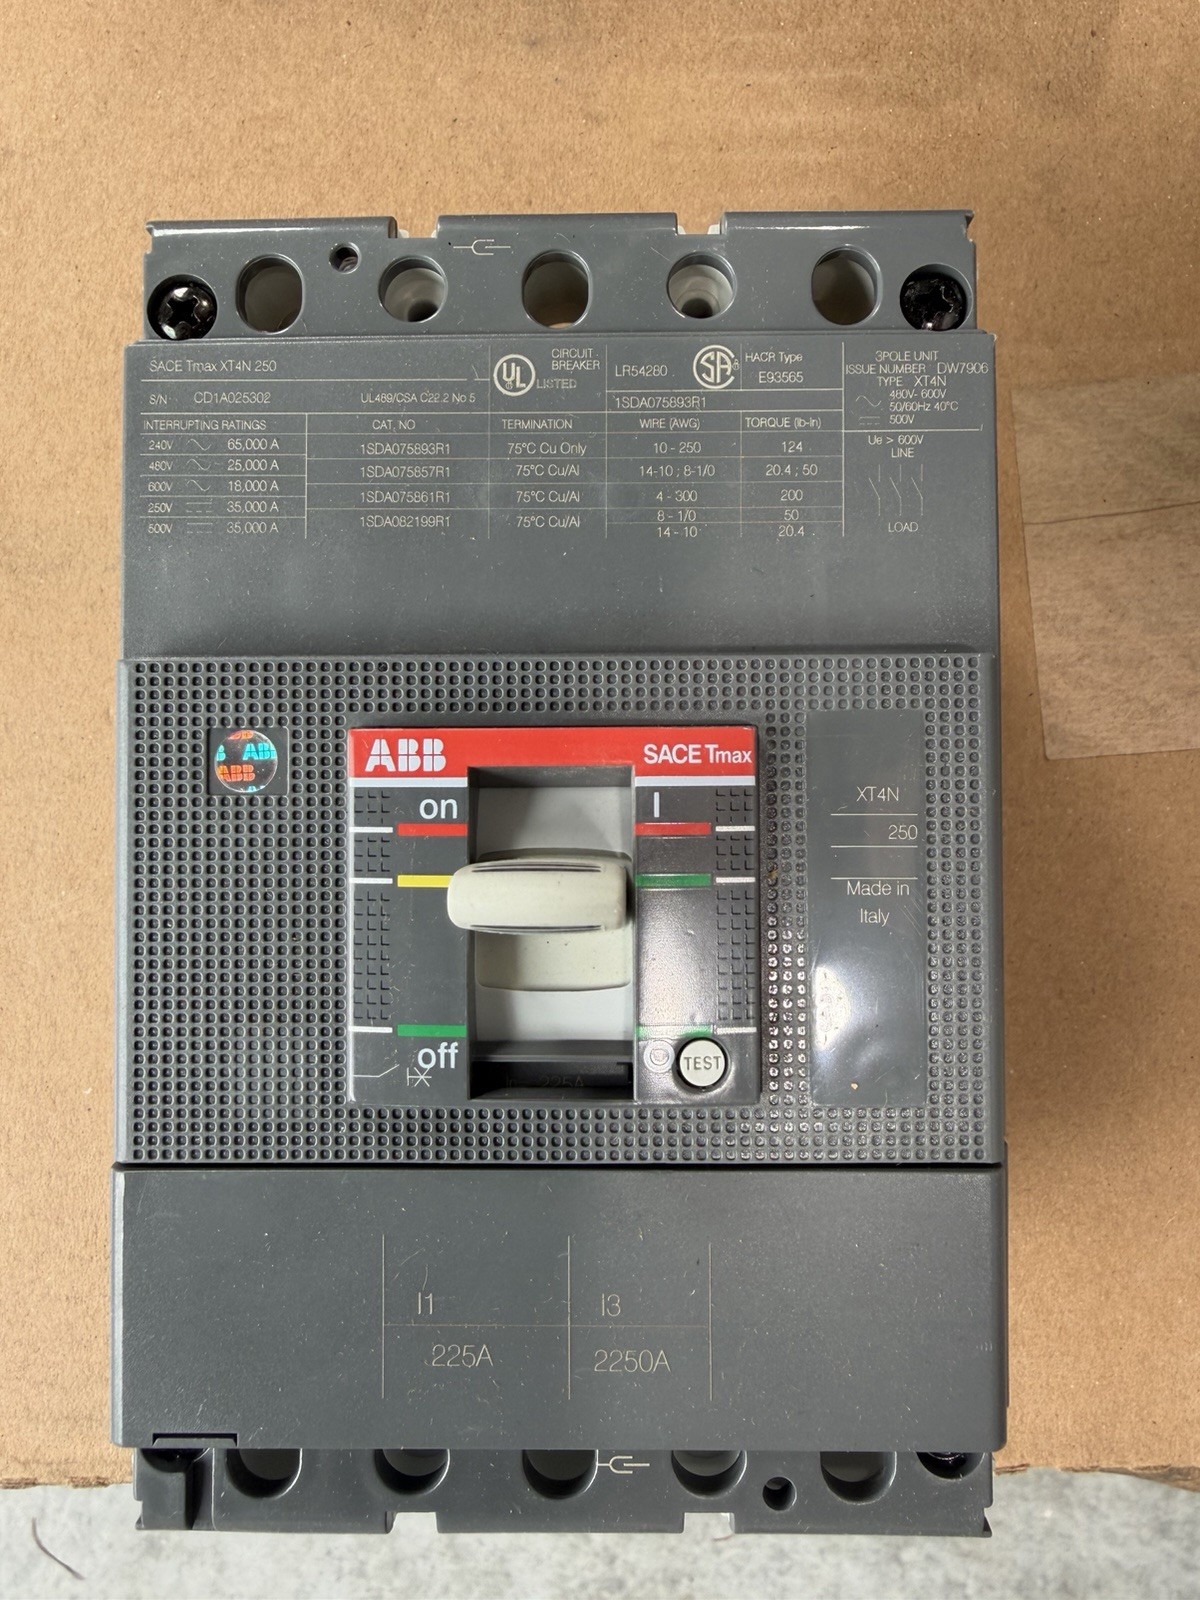 SACE Tmax XT4N 250
S/N CD1A025302 UL489/CSA C22.2 No 5
UL LISTED CIRCUIT BREAKER
LR54280 SA HACR Type E93565
1SDA075893R1
3POLE UNIT
ISSUE NUMBER DW7906
TYPE XT4N
480V- 600V
50/60Hz 40°C
500V
Ue > 600V
LINE
LOAD
INTERRUPTING RATINGS CAT. NO TERMINATION WIRE (AWG) TORQUE (lb-in)
240V 65,000 A 1SDA075893R1 75°C Cu Only 10 - 250 124
480V 25,000 A 1SDA075857R1 75°C Cu/Al 14-10 ; 8-1/0 20.4 ; 50
600V 18,000 A 1SDA075861R1 75°C Cu/Al 4 - 300 200
250V 35,000 A 1SDA082199R1 75°C Cu/Al 8 - 1/0 50
500V 35,000 A 14 - 10 20.4
ABB
ABB
ABB SACE Tmax
on I
off TEST
225A
XT4N
250
Made in
Italy
I1 I3
225A 2250A